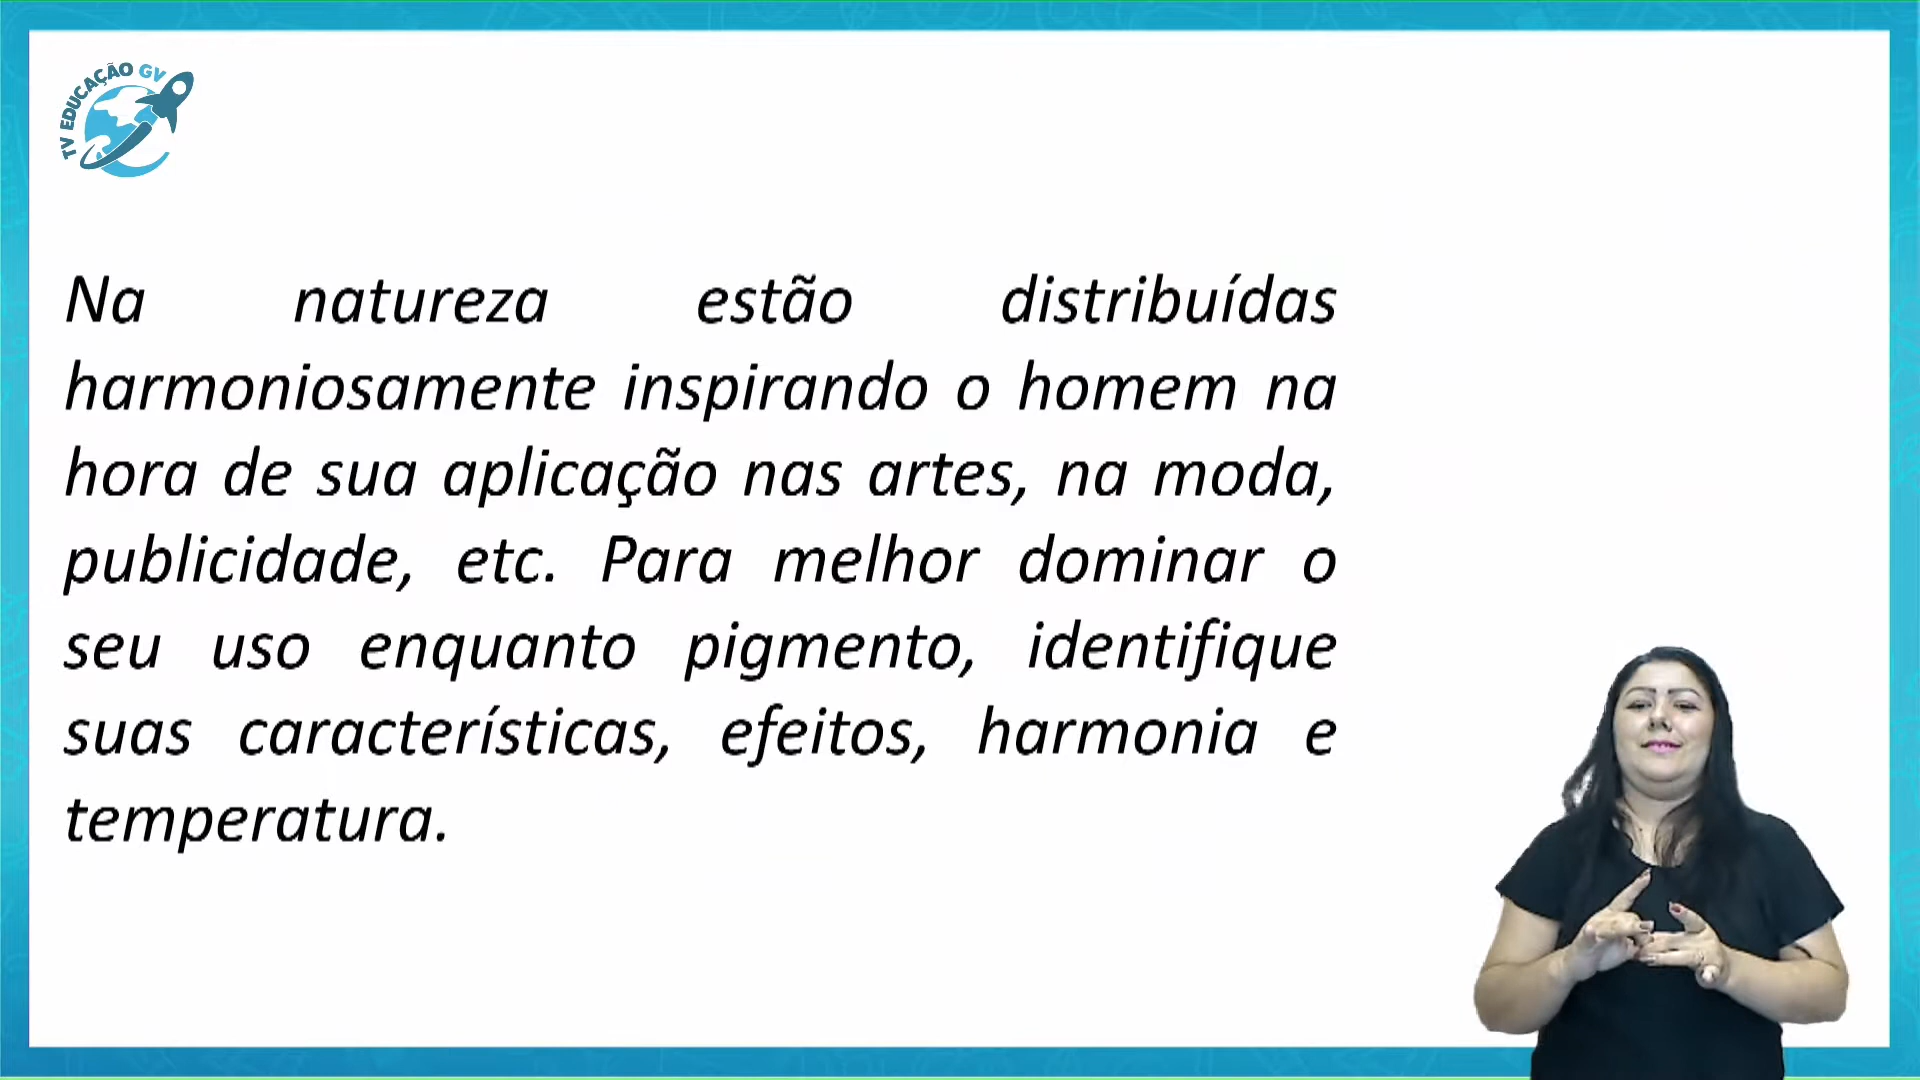 TV EDUCAÇÃO GV
Na natureza estão distribuídas
harmoniosamente inspirando o homem na
hora de sua aplicação nas artes, na moda,
publicidade, etc. Para melhor dominar o
seu uso enquanto pigmento, identifique
suas características, efeitos, harmonia e
temperatura.